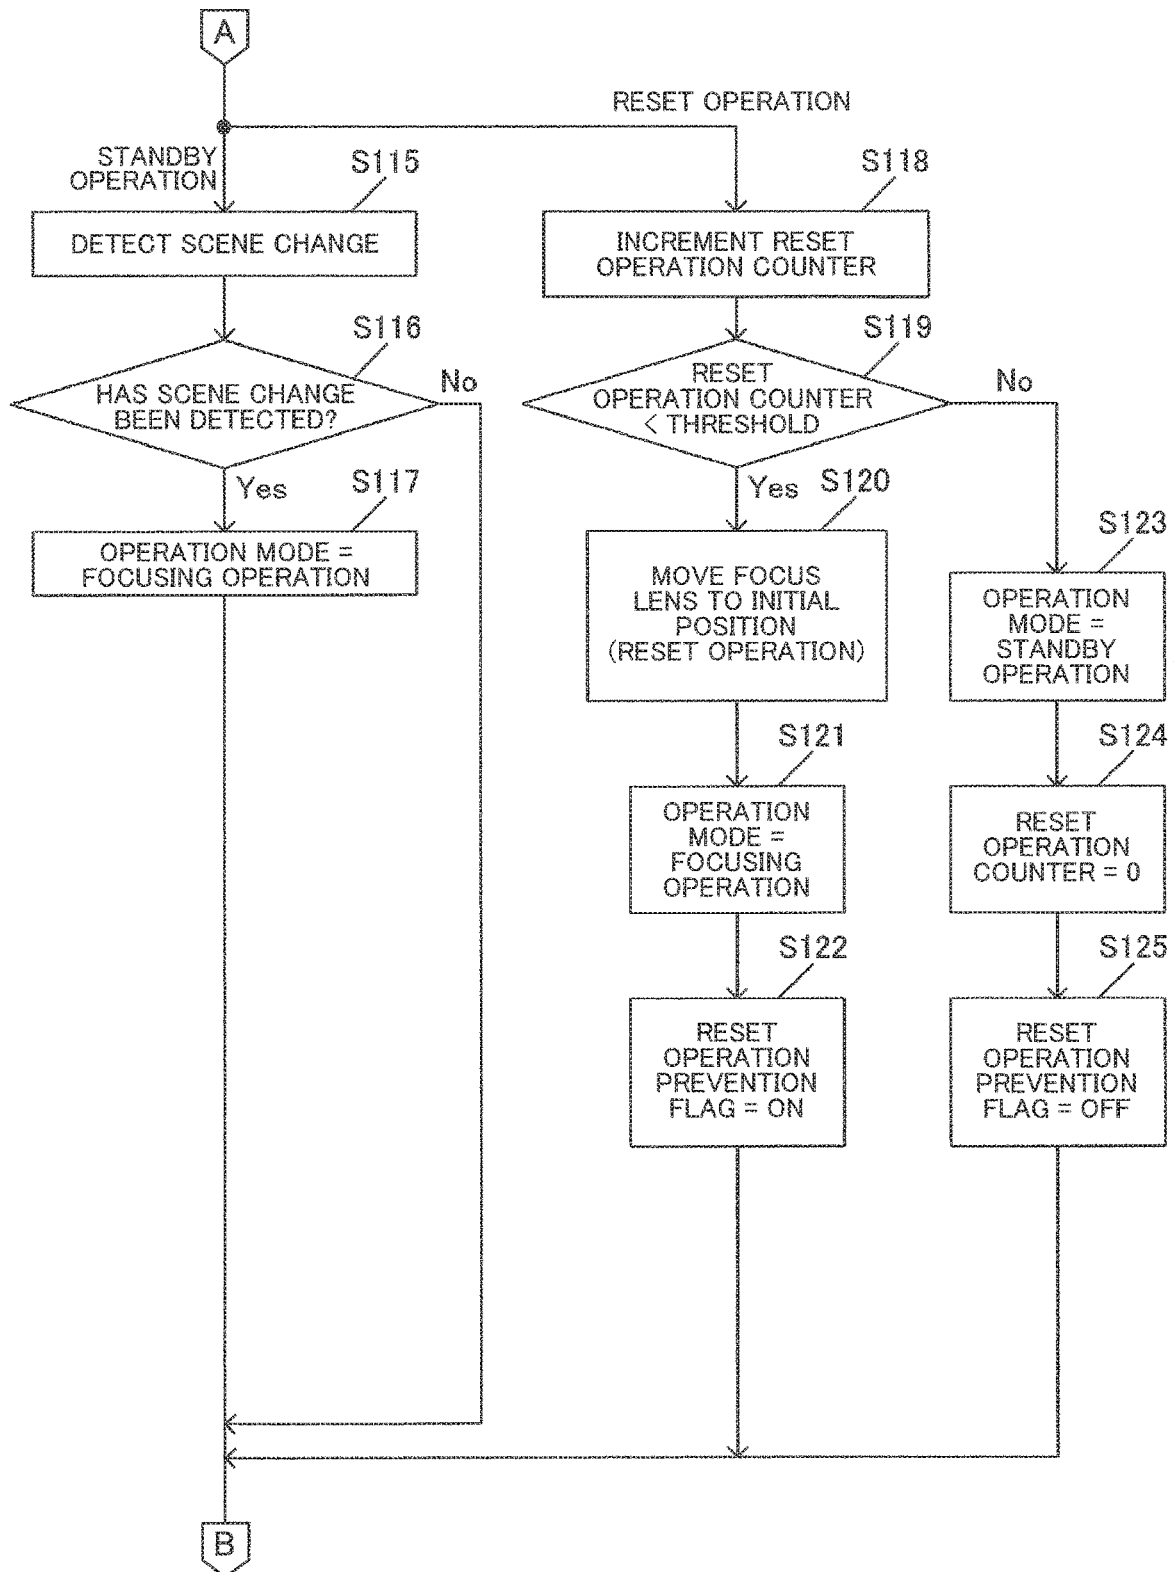 A
RESET OPERATION
STANDBY
OPERATION
S115
DETECT SCENE CHANGE
S116
HAS SCENE CHANGE
BEEN DETECTED?
No
Yes
S117
OPERATION MODE =
FOCUSING OPERATION
S118
INCREMENT RESET
OPERATION COUNTER
S119
RESET
OPERATION COUNTER
< THRESHOLD
No
Yes
S120
MOVE FOCUS
LENS TO INITIAL
POSITION
(RESET OPERATION)
S121
OPERATION
MODE =
FOCUSING
OPERATION
S122
RESET
OPERATION
PREVENTION
FLAG = ON
S123
OPERATION
MODE =
STANDBY
OPERATION
S124
RESET
OPERATION
COUNTER = 0
S125
RESET
OPERATION
PREVENTION
FLAG = OFF
B